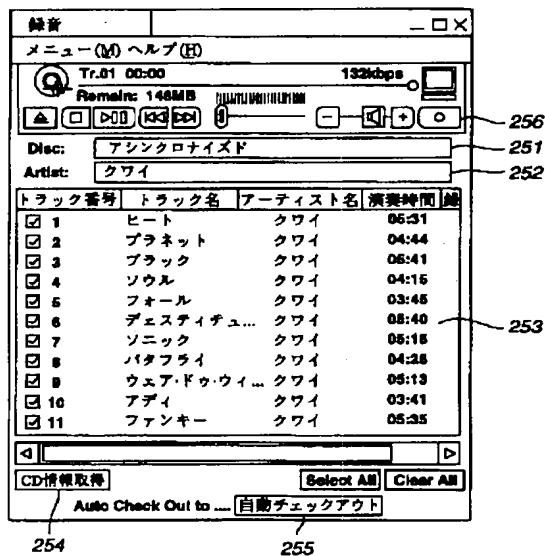 録音
メニュー(M) ヘルプ(H)
Tr.01 00:00 132kbps
Remain: 146MB
256
Disc: アシンクロナイズド 251
Artist: クワイ 252
トラック番号 トラック名 アーティスト名 演奏時間 録
1 ヒート クワイ 05:31
2 プラネット クワイ 04:44
3 ブラック クワイ 05:41
4 ソウル クワイ 04:15
5 フォール クワイ 03:45
6 デェスティチュ... クワイ 05:40
253
7 ソニック クワイ 05:15
8 バタフライ クワイ 04:25
9 ウェア・ドゥ・ウィ... クワイ 05:13
10 アディ クワイ 03:41
11 ファンキー クワイ 05:35
CD情報取得 Select All Clear All
Auto Check Out to .... 自動チェックアウト
254 255